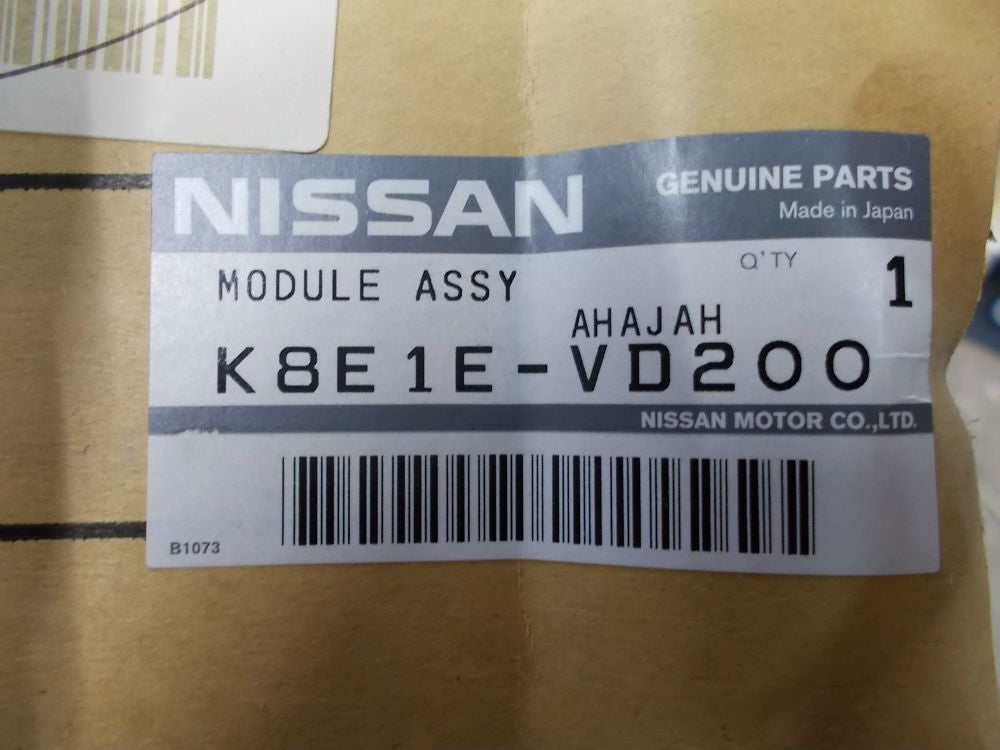 NISSAN
GENUINE PARTS
Made in Japan
MODULE ASSY
Q'TY
1
AHAJAH
K8E1E-VD200
NISSAN MOTOR CO.,LTD.
B1073